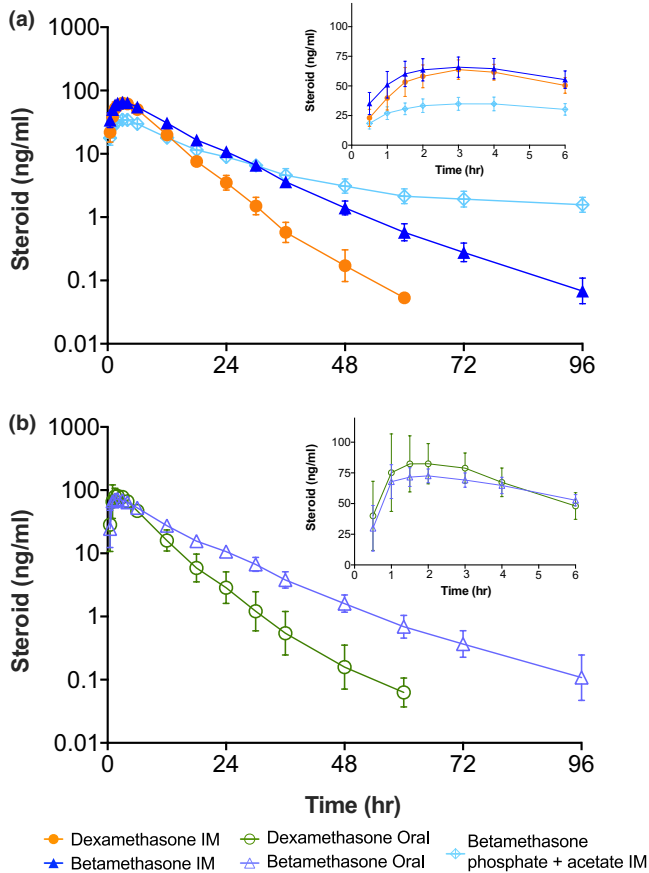 (a)
1000
100
10
1
0.1
0.01
Steroid (ng/ml)
0 24 48 72 96
100
75
50
25
0
Steroid (ng/ml)
0 1 2 3 4 5 6
Time (hr)
(b)
1000
100
10
1
0.1
0.01
Steroid (ng/ml)
0 24 48 72 96
Time (hr)
100
75
50
25
0
Steroid (ng/ml)
0 1 2 3 4 5 6
Time (hr)
Dexamethasone IM
Betamethasone IM
Dexamethasone Oral
Betamethasone Oral
Betamethasone
phosphate + acetate IM